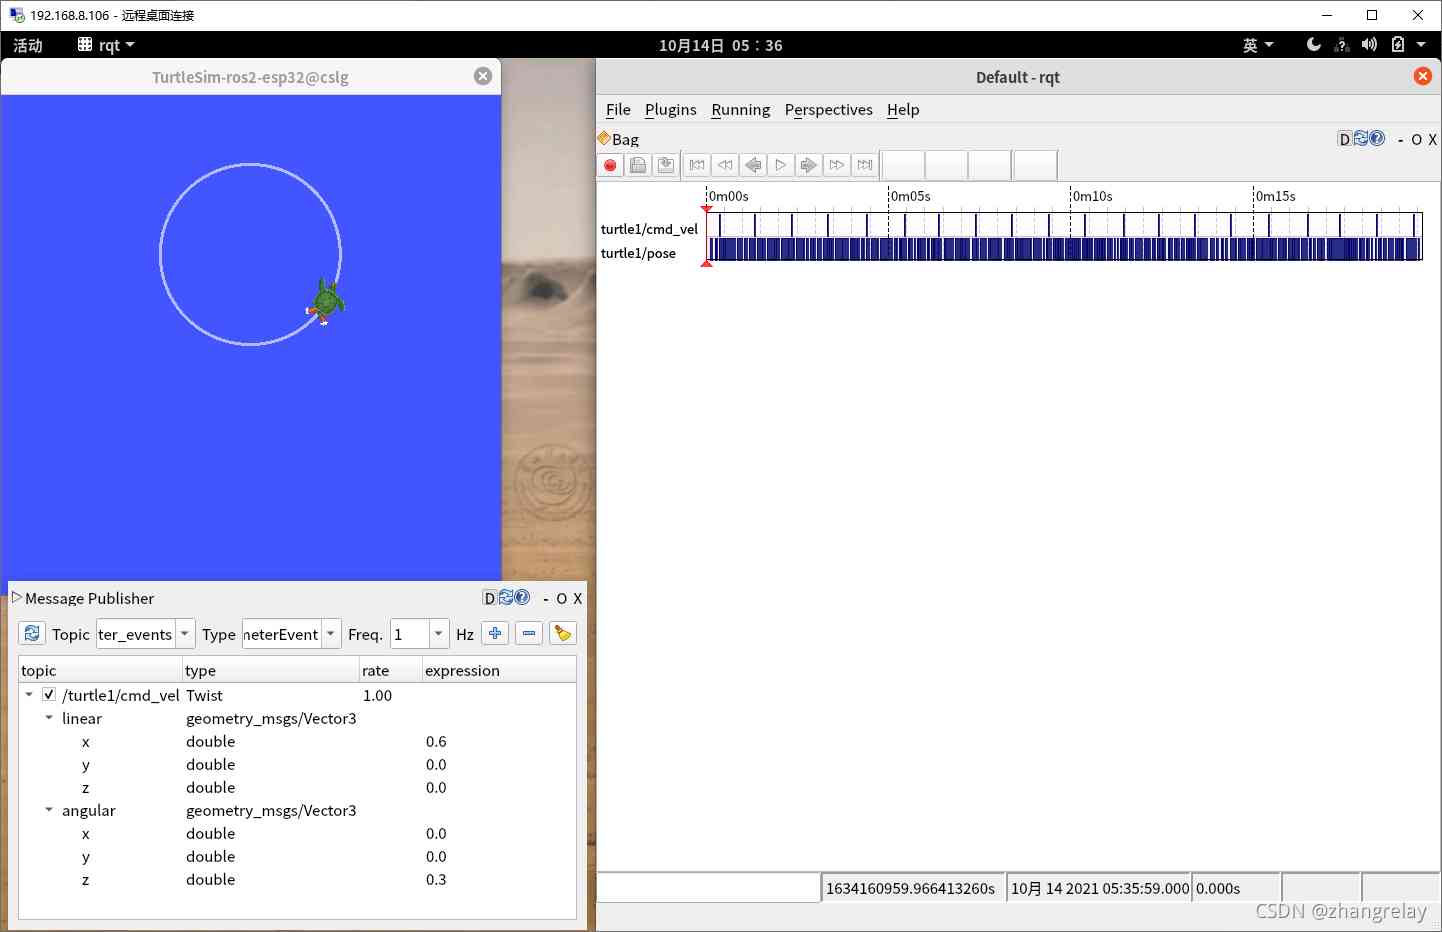 192.168.8.106 - 远程桌面连接
活动 rqt 10月14日 05：36 英
TurtleSim-ros2-esp32@cslg
Default - rqt
File Plugins Running Perspectives Help
Bag D - O X
0m00s 0m05s 0m10s 0m15s
turtle1/cmd_vel
turtle1/pose
Message Publisher D - O X
Topic ter_events Type neterEvent Freq. 1 Hz
topic type rate expression
/turtle1/cmd_vel Twist 1.00
linear geometry_msgs/Vector3
x double 0.6
y double 0.0
z double 0.0
angular geometry_msgs/Vector3
x double 0.0
y double 0.0
z double 0.3
1634160959.966413260s 10月 14 2021 05:35:59.000 0.000s
CSDN @zhangrelay